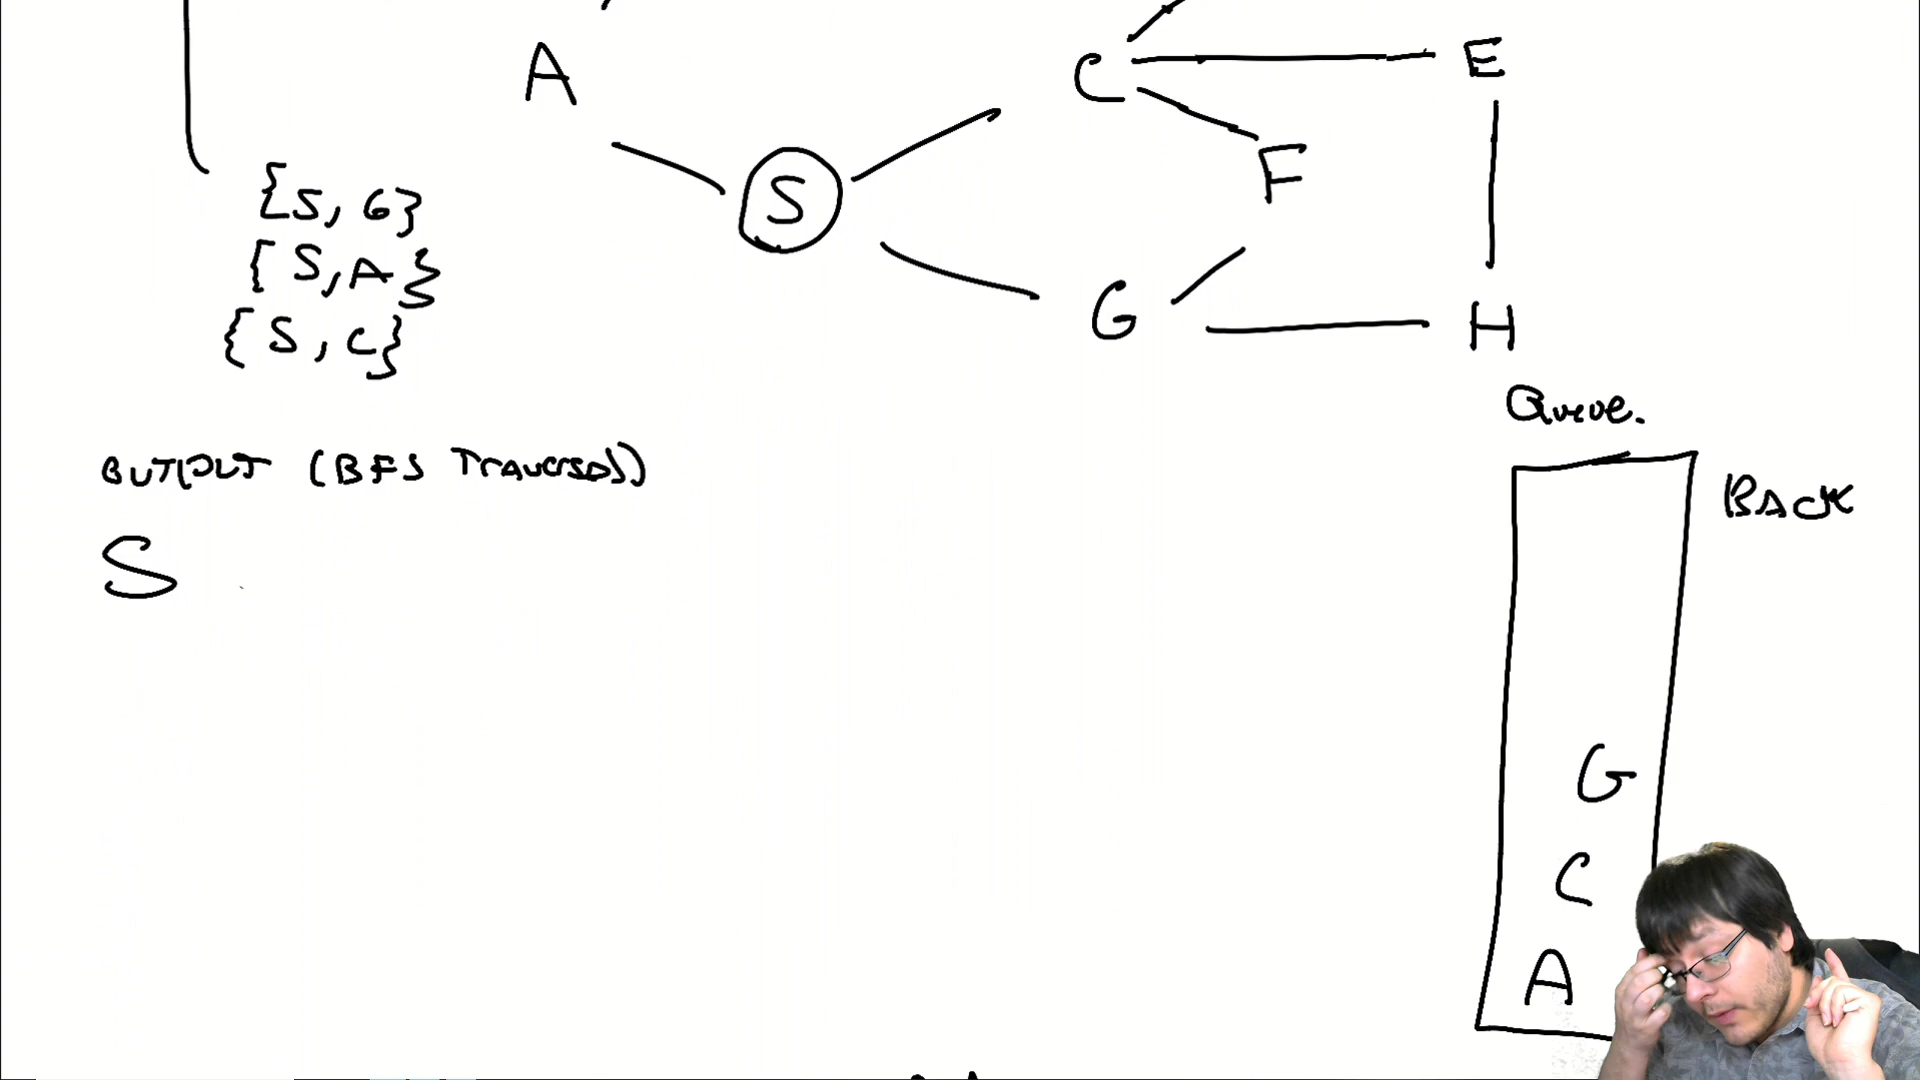 A
C
E
F
S
G
H
{S, G}
{S, A}
{S, C}
Queue.
OUTPUT (BFS Traversal)
BACK
S
G
C
A